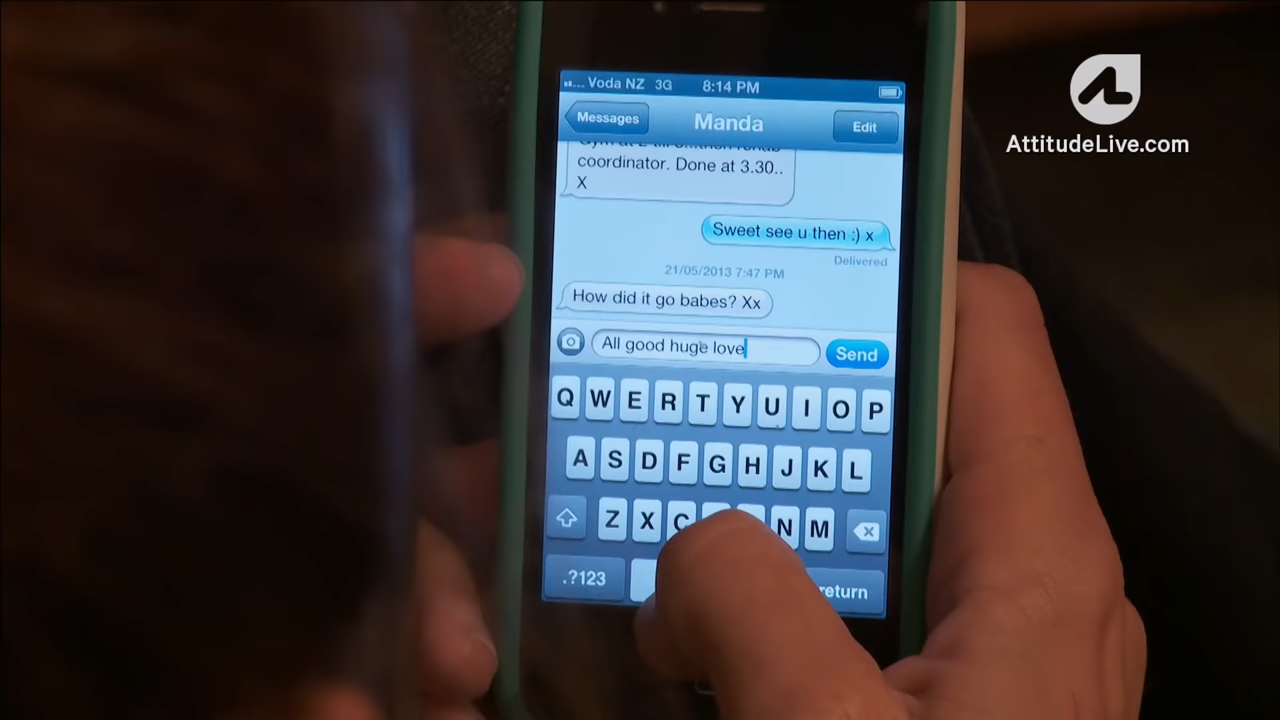 Voda NZ 3G 8:14 PM
Messages Manda Edit
coordinator. Done at 3.30..
X
Sweet see u then :) x
Delivered
21/05/2013 7:47 PM
How did it go babes? Xx
All good huge love
Send
Q W E R T Y U I O P
A S D F G H J K L
Z X C N M
.?123 return
AttitudeLive.com